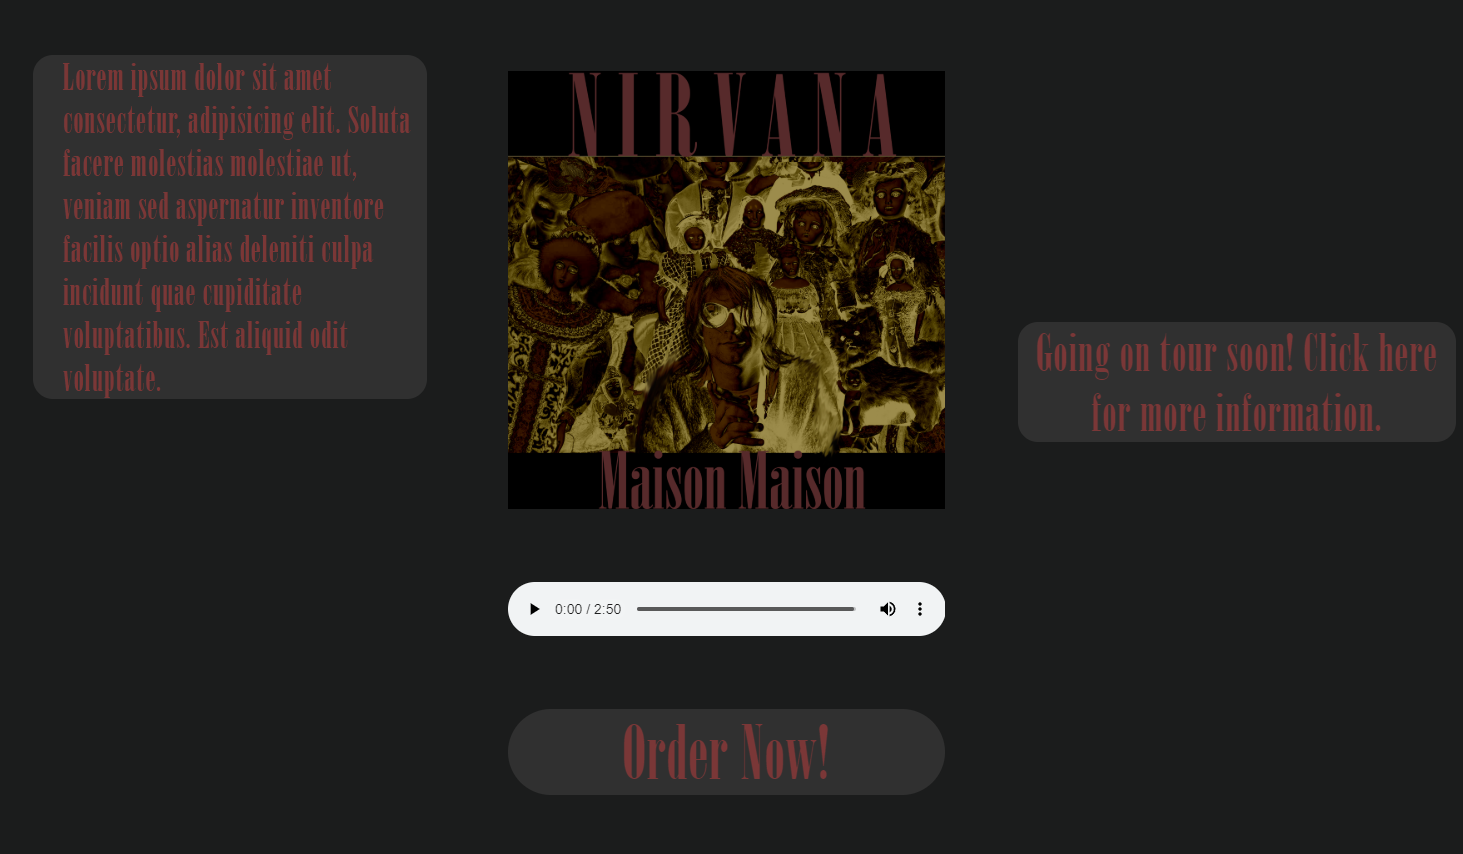 Lorem ipsum dolor sit amet
consectetur, adipisicing elit. Soluta
facere molestias molestiae ut,
veniam sed aspernatur inventore
facilis optio alias deleniti culpa
incidunt quae cupiditate
voluptatibus. Est aliquid odit
voluptate.
NIRVANA
Maison Maison
0:00 / 2:50
Order Now!
Going on tour soon! Click here
for more information.